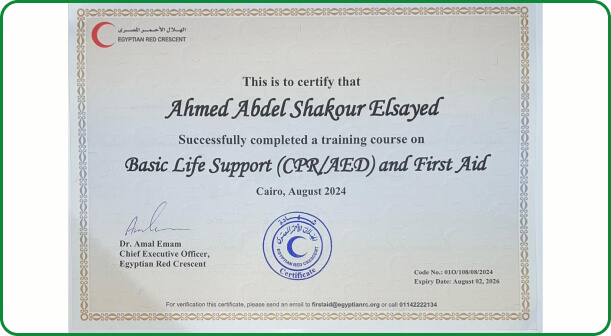 الهلال الأحمر المصرى
EGYPTIAN RED CRESCENT
This is to certify that
Ahmed Abdel Shakour Elsayed
Successfully completed a training course on
Basic Life Support (CPR/AED) and First Aid
Cairo, August 2024
Dr. Amal Emam
Chief Executive Officer,
Egyptian Red Crescent
شهادة
الهلال الأحمر المصرى
EGYPTIAN RED CRESCENT
Certificate
Code No.: 01O/108/08/2024
Expiry Date: August 02, 2026
For verification this certificate, please send an email to firstaid@egyptianrc.org or call 01142222134